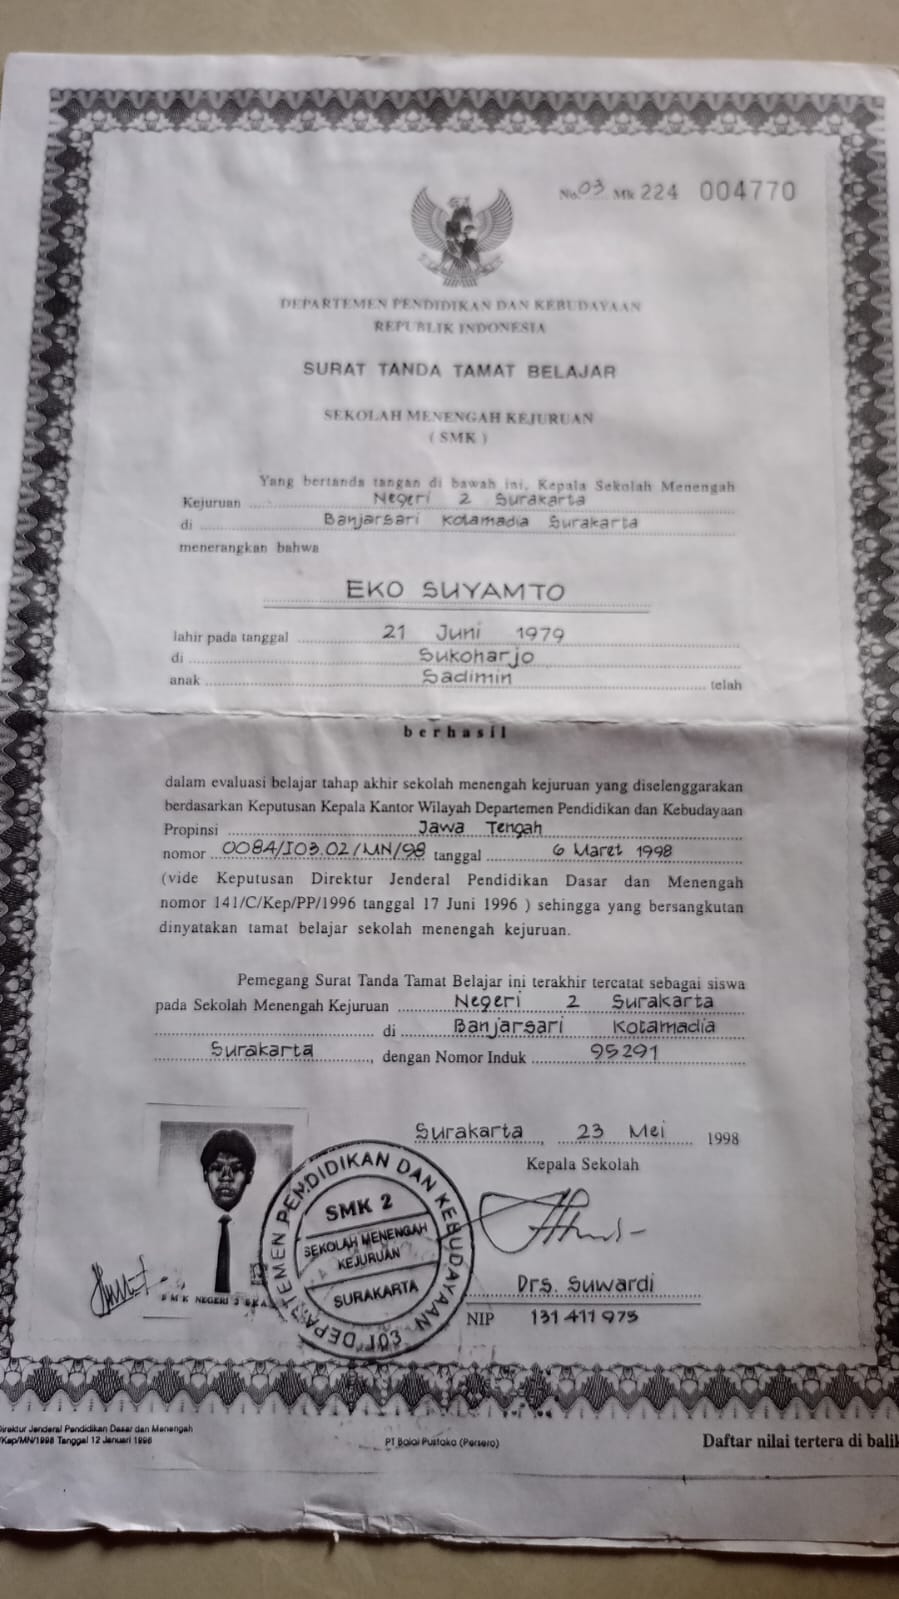 No. 03 Mk 224 004770
DEPARTEMEN PENDIDIKAN DAN KEBUDAYAAN
REPUBLIK INDONESIA
SURAT TANDA TAMAT BELAJAR
SEKOLAH MENENGAH KEJURUAN
( SMK )
Yang bertanda tangan di bawah ini, Kepala Sekolah Menengah
Kejuruan Negeri 2 Surakarta
di Banjarsari Kotamadia Surakarta
menerangkan bahwa
EKO SUYAMTO
lahir pada tanggal 21 Juni 1979
di Sukoharjo
anak Sadimin telah
berhasil
dalam evaluasi belajar tahap akhir sekolah menengah kejuruan yang diselenggarakan
berdasarkan Keputusan Kepala Kantor Wilayah Departemen Pendidikan dan Kebudayaan
Propinsi Jawa Tengah
nomor 0084/I03.02/MN/98 tanggal 6 Maret 1998
(vide Keputusan Direktur Jenderal Pendidikan Dasar dan Menengah
nomor 141/C/Kep/PP/1996 tanggal 17 Juni 1996 ) sehingga yang bersangkutan
dinyatakan tamat belajar sekolah menengah kejuruan.
Pemegang Surat Tanda Tamat Belajar ini terakhir tercatat sebagai siswa
pada Sekolah Menengah Kejuruan Negeri 2 Surakarta
di Banjarsari Kotamadia
Surakarta, dengan Nomor Induk 95291
Surakarta, 23 Mei 1998
Kepala Sekolah
DEPARTEMEN PENDIDIKAN DAN KEBUDAYAAN
SMK 2
SEKOLAH MENENGAH
KEJURUAN
SURAKARTA
103
SMK NEGERI
Drs. Suwardi
NIP 131 411 975
Direktur Jenderal Pendidikan Dasar dan Menengah
/Kep/MN/1998 Tanggal 12 Januari 1998
PT Balai Pustaka (Persero)
Daftar nilai tertera di balik